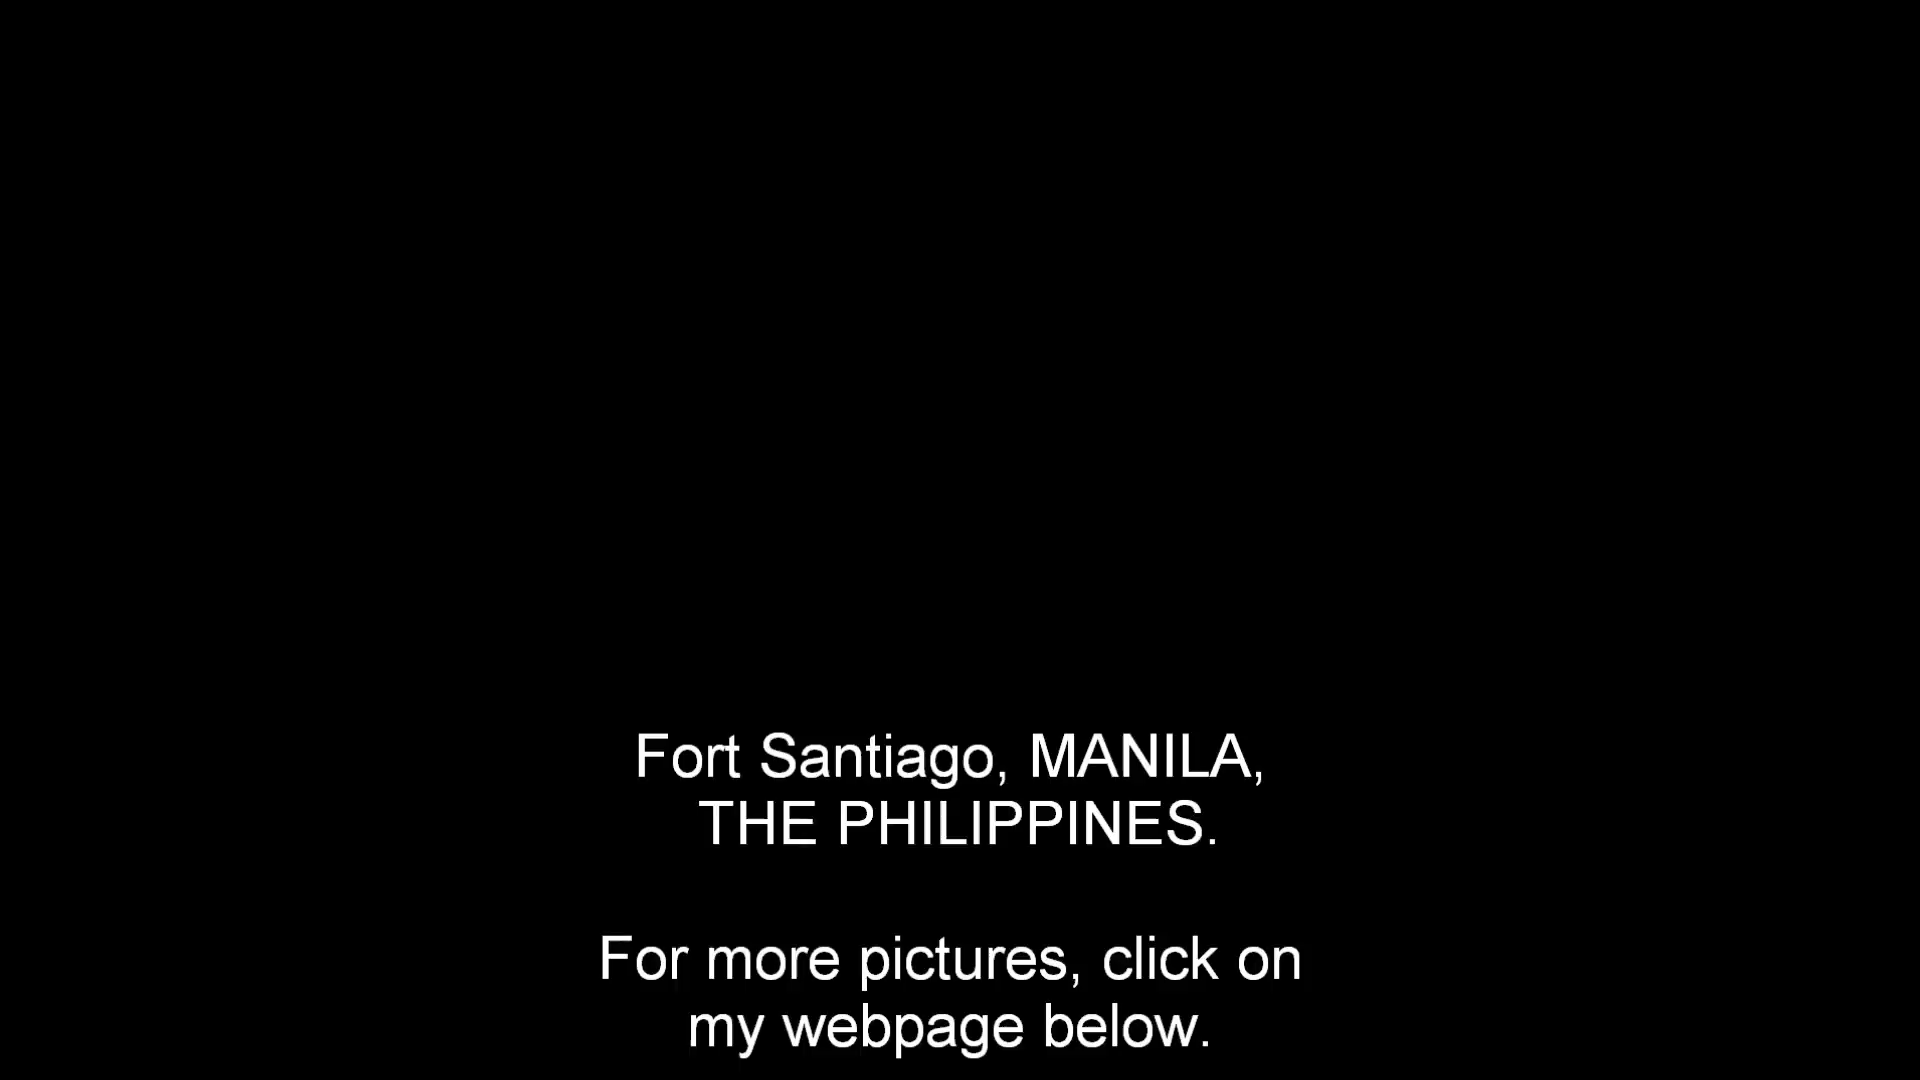 Fort Santiago, MANILA,
THE PHILIPPINES.
For more pictures, click on
my webpage below.